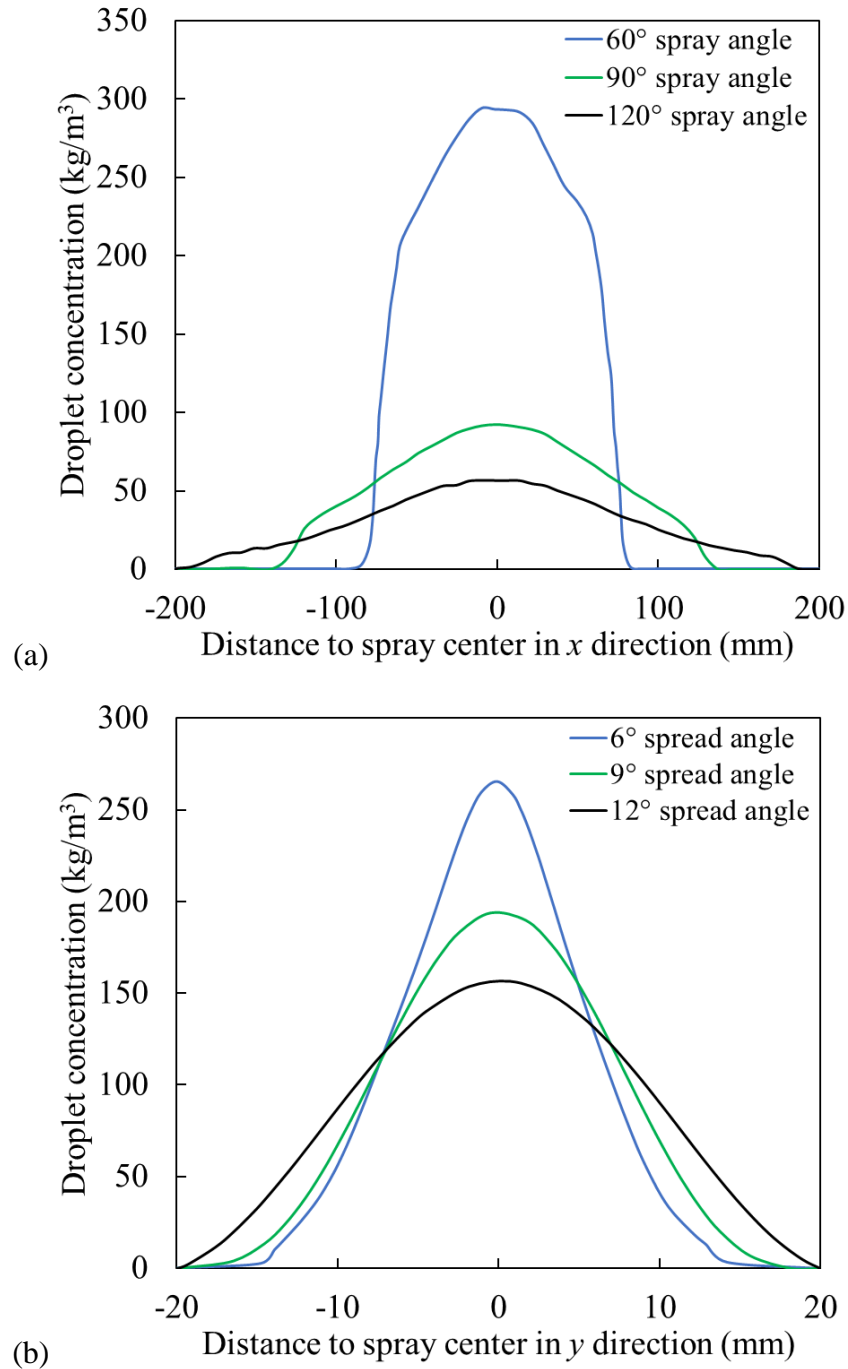 350
300
250
200
150
100
50
0
Droplet concentration (kg/m³)
60° spray angle
90° spray angle
120° spray angle
-200 -100 0 100 200
Distance to spray center in x direction (mm)
(a)
300
250
200
150
100
50
0
Droplet concentration (kg/m³)
6° spread angle
9° spread angle
12° spread angle
-20 -10 0 10 20
Distance to spray center in y direction (mm)
(b)